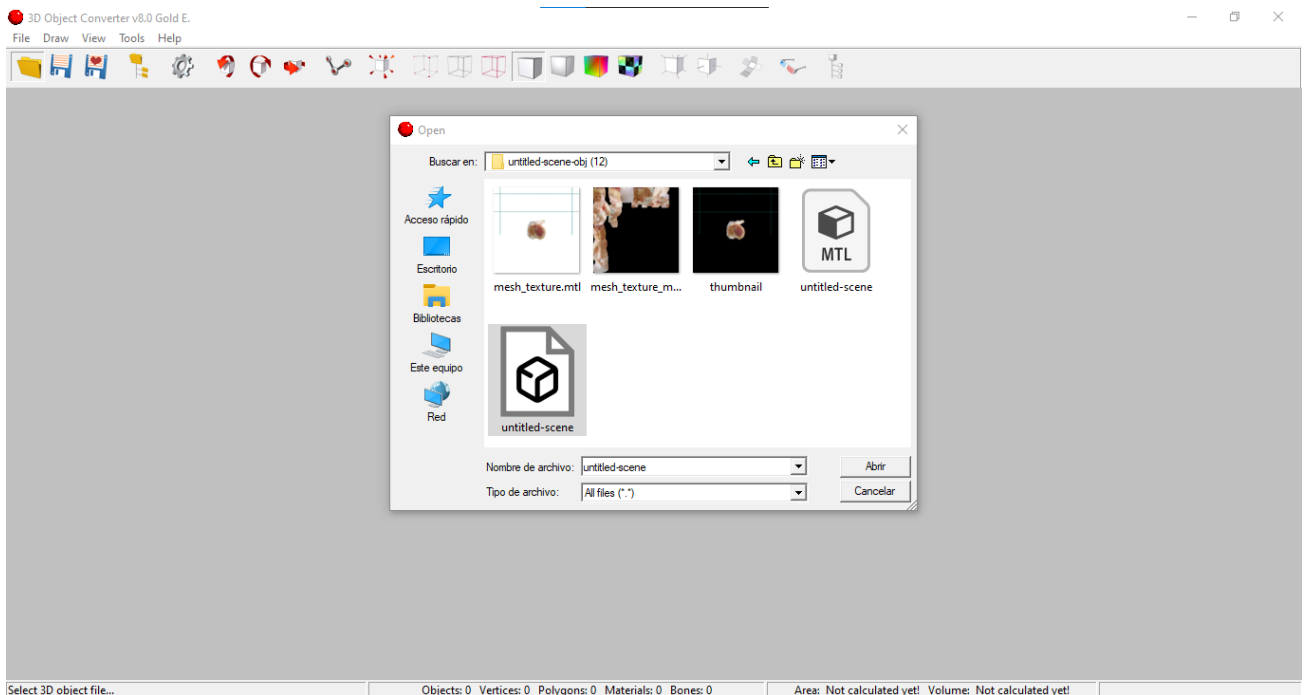 3D Object Converter v8.0 Gold E.
File Draw View Tools Help
Open
Buscar en: untitled-scene-obj (12)
Acceso rápido
Escritorio
Bibliotecas
Este equipo
Red
mesh_texture.mtl mesh_texture_m... thumbnail untitled-scene
MTL
untitled-scene
Nombre de archivo: untitled-scene Abrir
Tipo de archivo: All files (*.*) Cancelar
Select 3D object file... Objects: 0 Vertices: 0 Polygons: 0 Materials: 0 Bones: 0 Area: Not calculated yet! Volume: Not calculated yet!